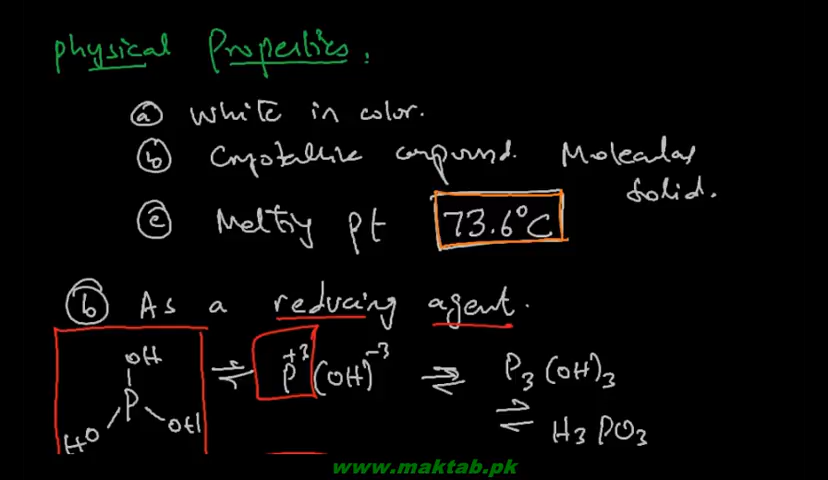 physical Properties.
(a) White in color.
(b) Crystalline compound. Molecular
Solid.
(c) Melting pt 73.6°C
(b) As a reducing agent.
OH
P
HO
OH
⇌ P+3 (OH)-3 ⇌ P3 (OH)3
⇌ H3 PO3
www.maktab.pk